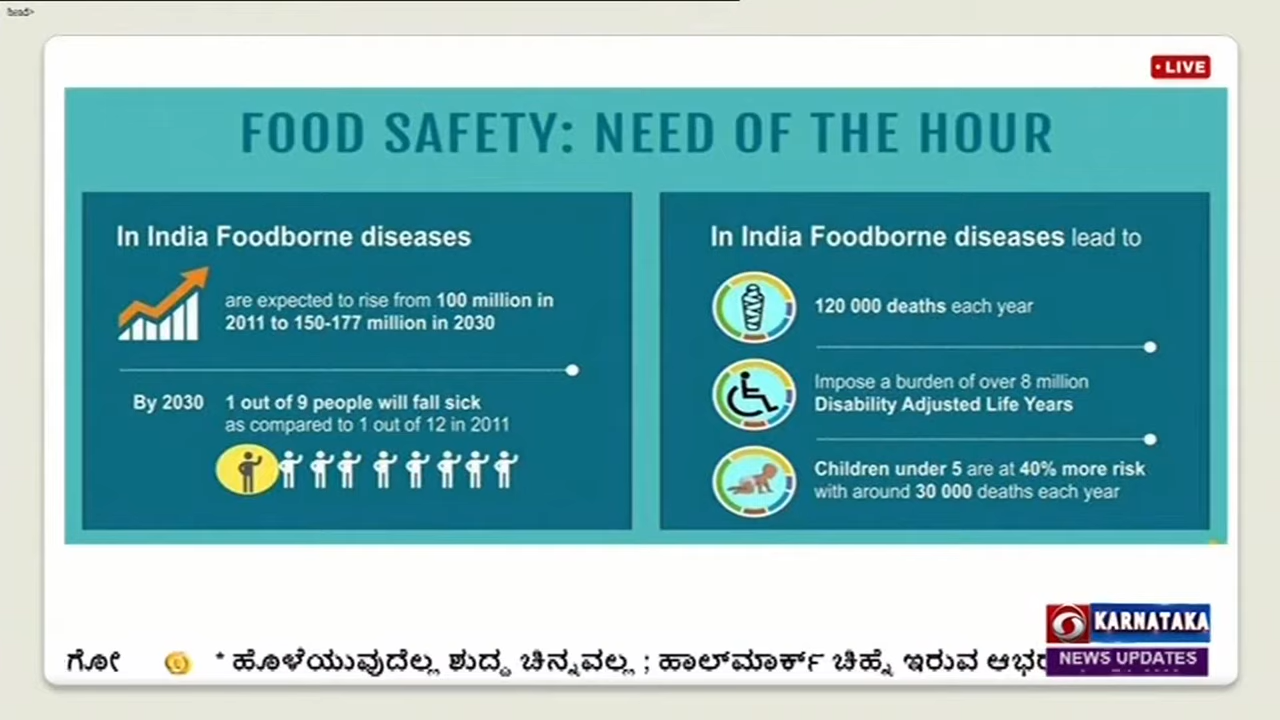 LIVE
FOOD SAFETY: NEED OF THE HOUR
In India Foodborne diseases
are expected to rise from 100 million in
2011 to 150-177 million in 2030
By 2030 1 out of 9 people will fall sick
as compared to 1 out of 12 in 2011
In India Foodborne diseases lead to
120 000 deaths each year
Impose a burden of over 8 million
Disability Adjusted Life Years
Children under 5 are at 40% more risk
with around 30 000 deaths each year
KARNATAKA
NEWS UPDATES
ಗೋ * ಹೊಳೆಯುವುದೆಲ್ಲ ಶುದ್ದ ಚಿನ್ನವಲ್ಲ ; ಹಾಲ್‌ಮಾರ್ಕ್ ಚಿಹ್ನೆ ಇರುವ